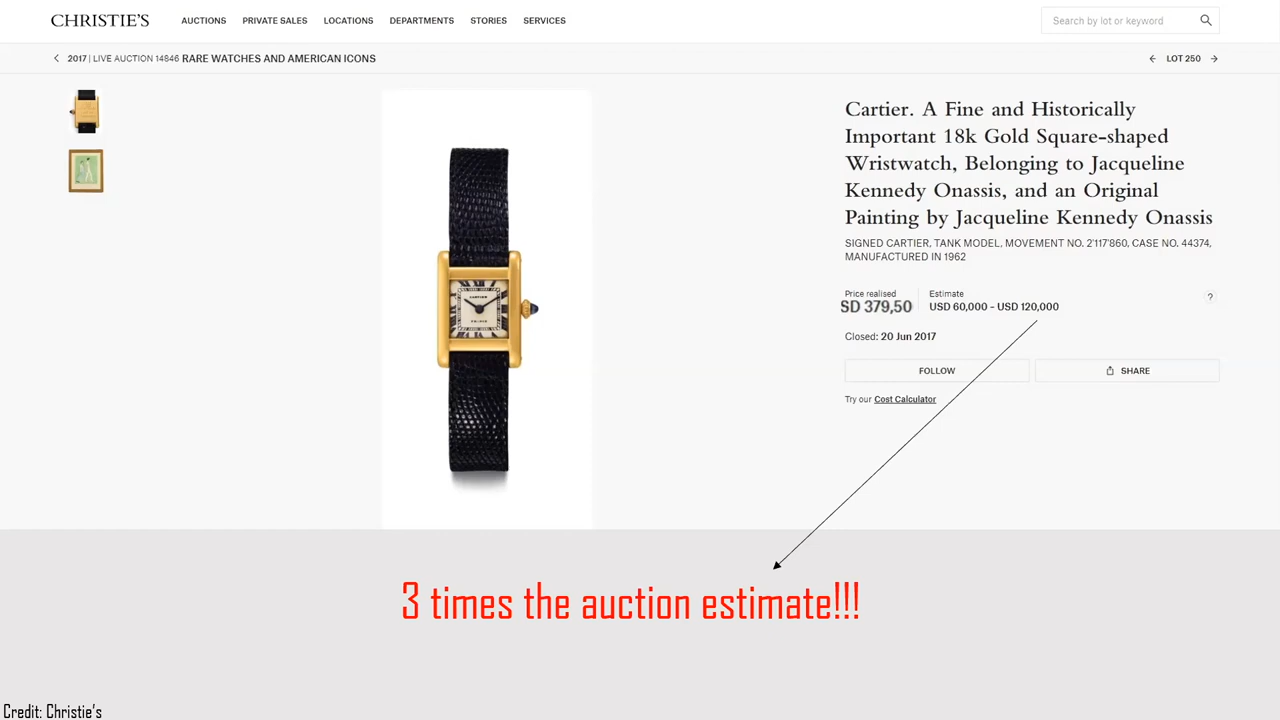 CHRISTIE'S
AUCTIONS PRIVATE SALES LOCATIONS DEPARTMENTS STORIES SERVICES
Search by lot or keyword
2017 | LIVE AUCTION 14846 RARE WATCHES AND AMERICAN ICONS
LOT 250
Cartier. A Fine and Historically
Important 18k Gold Square-shaped
Wristwatch, Belonging to Jacqueline
Kennedy Onassis, and an Original
Painting by Jacqueline Kennedy Onassis
SIGNED CARTIER, TANK MODEL, MOVEMENT NO. 2'117'860, CASE NO. 44374,
MANUFACTURED IN 1962
Price realised Estimate
SD 379,50 USD 60,000 – USD 120,000
?
Closed: 20 Jun 2017
FOLLOW SHARE
Try our Cost Calculator
CARTIER
3 times the auction estimate!!!
Credit: Christie's